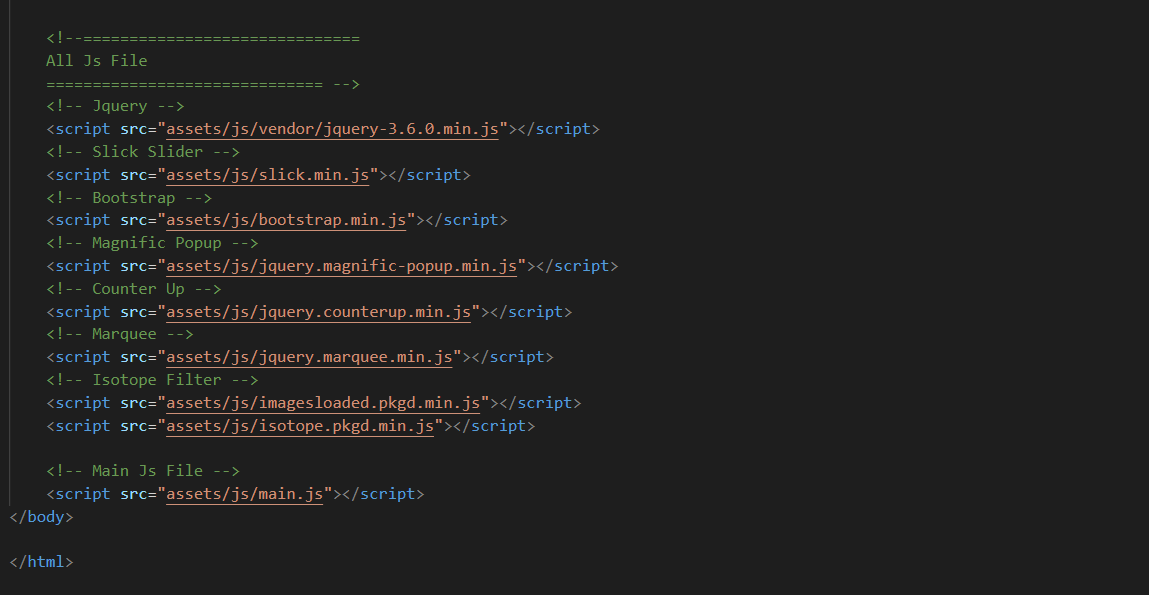 <!--==============================
All Js File
============================== -->
<!-- Jquery -->
<script src="assets/js/vendor/jquery-3.6.0.min.js"></script>
<!-- Slick Slider -->
<script src="assets/js/slick.min.js"></script>
<!-- Bootstrap -->
<script src="assets/js/bootstrap.min.js"></script>
<!-- Magnific Popup -->
<script src="assets/js/jquery.magnific-popup.min.js"></script>
<!-- Counter Up -->
<script src="assets/js/jquery.counterup.min.js"></script>
<!-- Marquee -->
<script src="assets/js/jquery.marquee.min.js"></script>
<!-- Isotope Filter -->
<script src="assets/js/imagesloaded.pkgd.min.js"></script>
<script src="assets/js/isotope.pkgd.min.js"></script>
<!-- Main Js File -->
<script src="assets/js/main.js"></script>
</body>
</html>